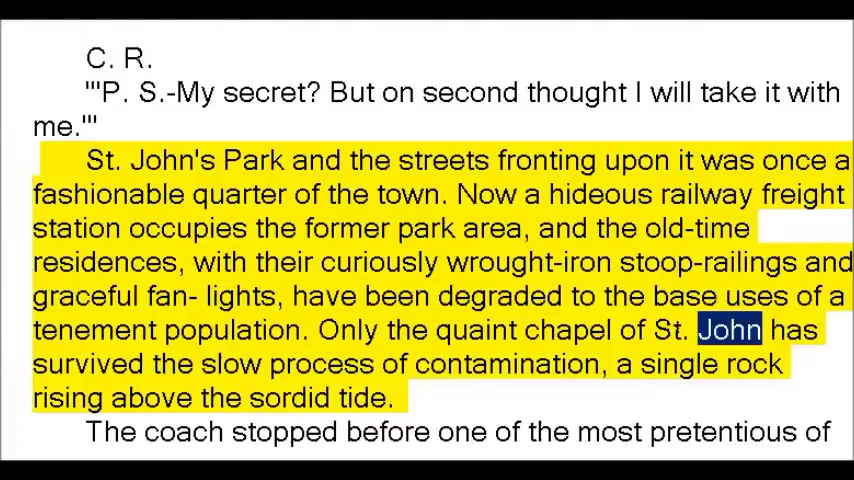 C. R.
"'P. S.-My secret? But on second thought I will take it with
me.'"
St. John's Park and the streets fronting upon it was once a
fashionable quarter of the town. Now a hideous railway freight
station occupies the former park area, and the old-time
residences, with their curiously wrought-iron stoop-railings and
graceful fan- lights, have been degraded to the base uses of a
tenement population. Only the quaint chapel of St. John has
survived the slow process of contamination, a single rock
rising above the sordid tide.
The coach stopped before one of the most pretentious of